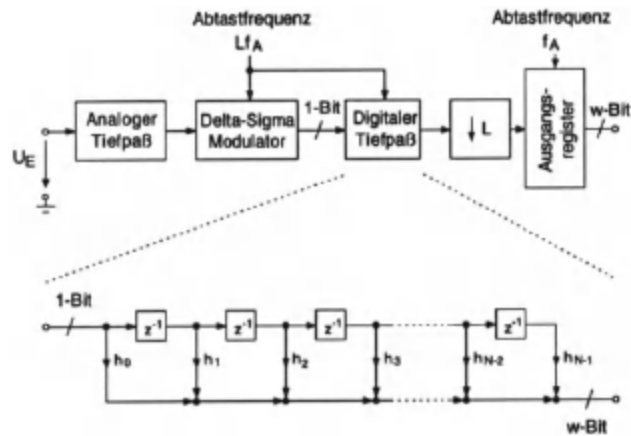 Abtastfrequenz
Lf_A
Abtastfrequenz
f_A
U_E
Analoger
Tiefpaß
Delta-Sigma
Modulator
1-Bit
Digitaler
Tiefpaß
↓ L
Ausgangs-
register
w-Bit
1-Bit
z⁻¹
z⁻¹
z⁻¹
z⁻¹
h₀
h₁
h₂
h₃
h_N-2
h_N-1
w-Bit